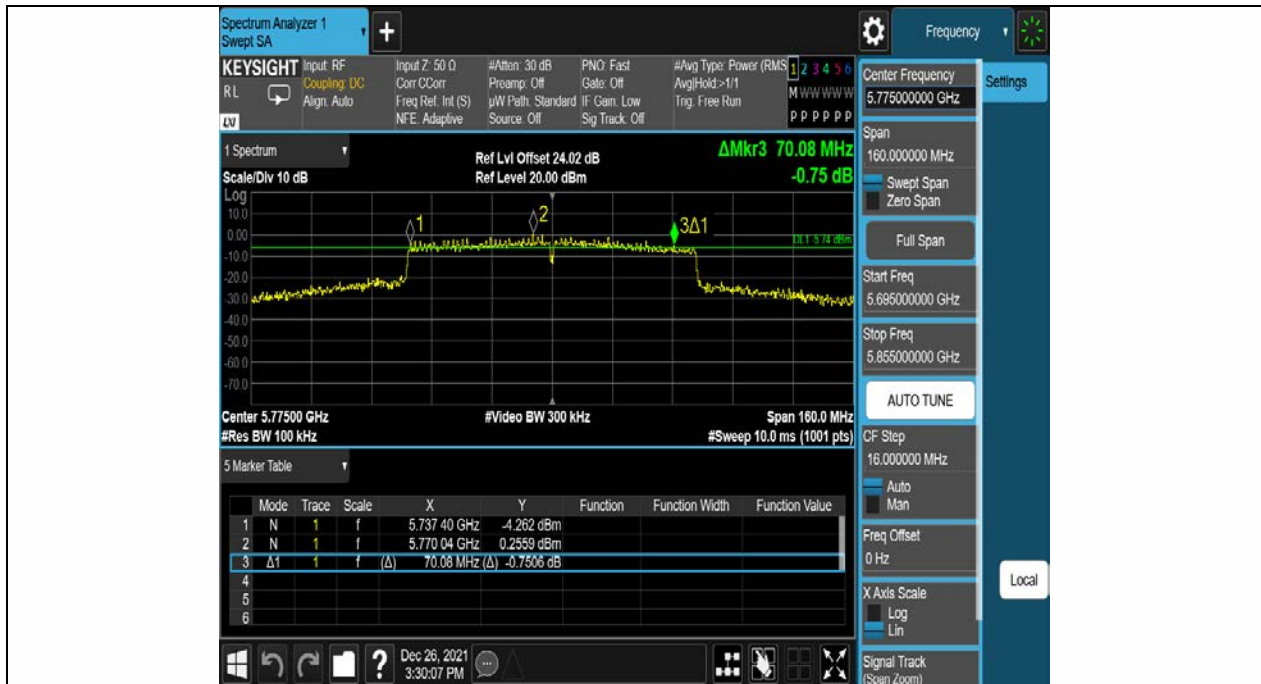 Spectrum Analyzer 1
Swept SA
+
Frequency
KEYSIGHT
RL
LXI
Input: RF
Coupling: DC
Align: Auto
Input Z: 50 Ω
Corr CCorr
Freq Ref: Int (S)
NFE: Adaptive
#Atten: 30 dB
Preamp: Off
µW Path: Standard
Source: Off
PNO: Fast
Gate: Off
IF Gain: Low
Sig Track: Off
#Avg Type: Power (RMS
Avg|Hold:>1/1
Trig: Free Run
1 2 3 4 5 6
M W W W W W
P P P P P P
1 Spectrum
Scale/Div 10 dB
Ref Lvl Offset 24.02 dB
Ref Level 20.00 dBm
ΔMkr3 70.08 MHz
-0.75 dB
Log
10.0
0.00
-10.0
-20.0
-30.0
-40.0
-50.0
-60.0
-70.0
1
2
3Δ1
Center 5.77500 GHz
#Res BW 100 kHz
#Video BW 300 kHz
Span 160.0 MHz
#Sweep 10.0 ms (1001 pts)
5 Marker Table
Mode Trace Scale X Y Function Function Width Function Value
1 N 1 f 5.737 40 GHz -4.262 dBm
2 N 1 f 5.770 04 GHz 0.2559 dBm
3 Δ1 1 f (Δ) 70.08 MHz (Δ) -0.7506 dB
4
5
6
Center Frequency
5.775000000 GHz
Span
160.000000 MHz
Swept Span
Zero Span
Full Span
Start Freq
5.695000000 GHz
Stop Freq
5.855000000 GHz
AUTO TUNE
CF Step
16.000000 MHz
Auto
Man
Freq Offset
0 Hz
X Axis Scale
Log
Lin
Signal Track
(Span Zoom)
Settings
Local
?
Dec 26, 2021
3:30:07 PM